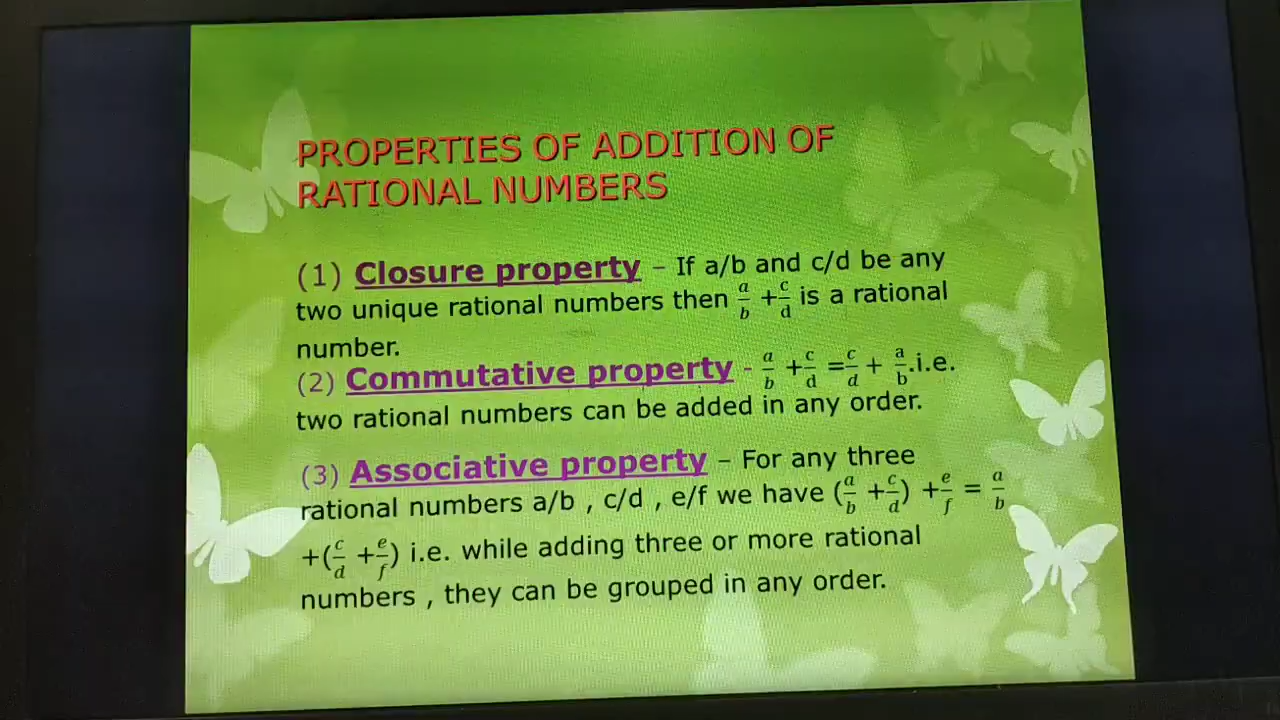 PROPERTIES OF ADDITION OF
RATIONAL NUMBERS
(1) Closure property – If a/b and c/d be any
two unique rational numbers then a/b + c/d is a rational
number.
(2) Commutative property - a/b + c/d = c/d + a/b.i.e.
two rational numbers can be added in any order.
(3) Associative property – For any three
rational numbers a/b , c/d , e/f we have (a/b + c/d) + e/f = a/b
+(c/d + e/f) i.e. while adding three or more rational
numbers , they can be grouped in any order.